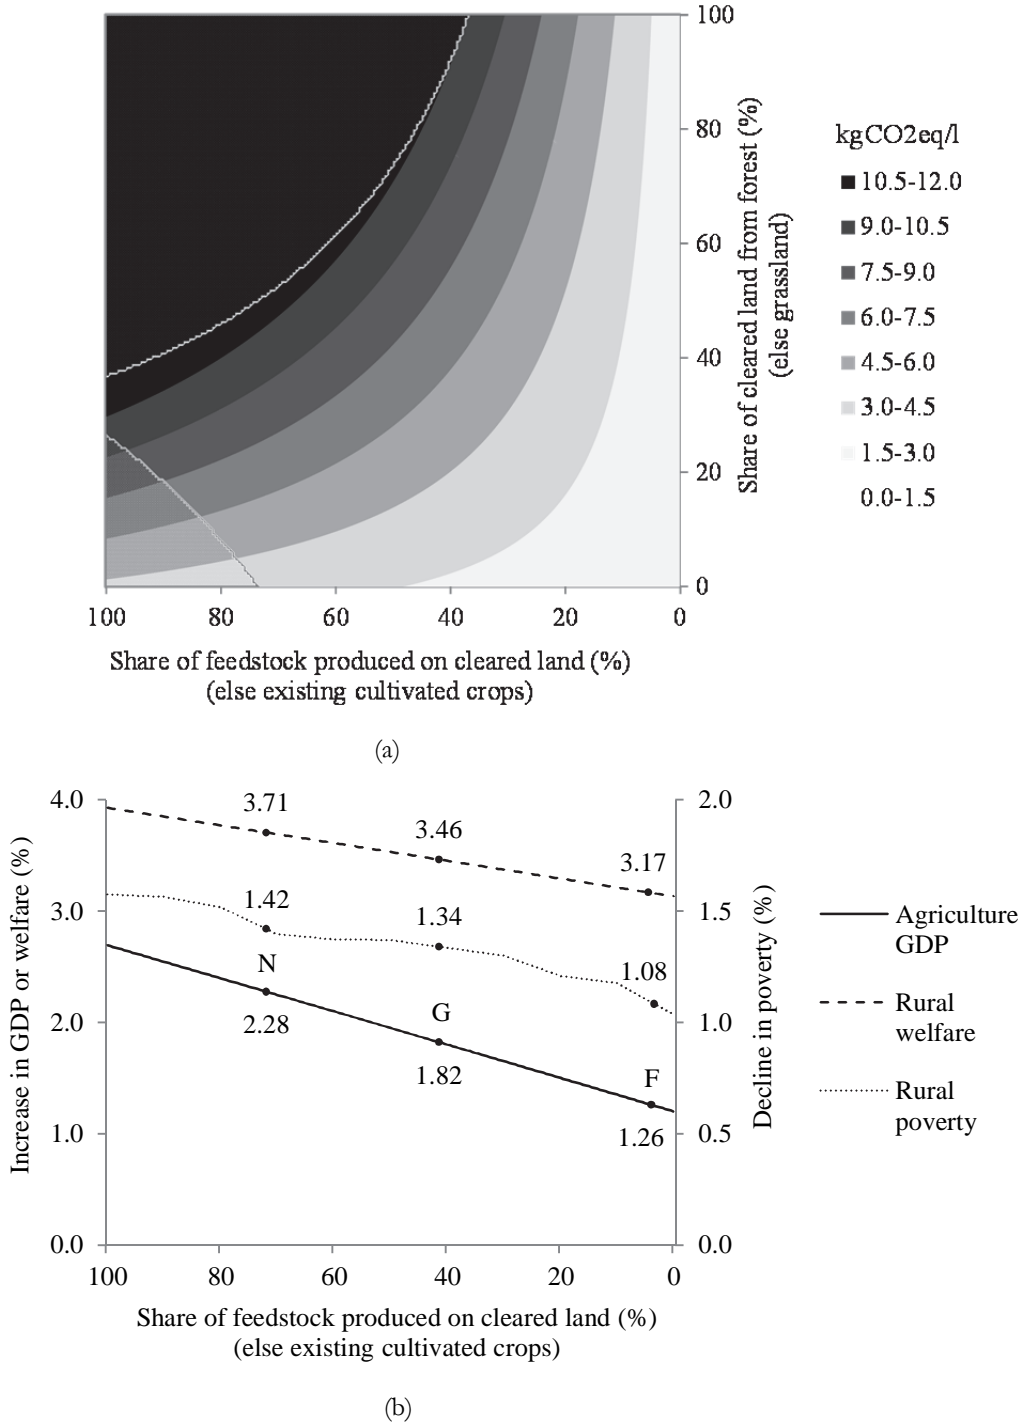 100
80
60
40
20
0
Share of cleared land from forest (%)
(else grassland)
kgCO2eq/l
10.5-12.0
9.0-10.5
7.5-9.0
6.0-7.5
4.5-6.0
3.0-4.5
1.5-3.0
0.0-1.5
100 80 60 40 20 0
Share of feedstock produced on cleared land (%)
(else existing cultivated crops)
(a)
4.0
3.0
2.0
1.0
0.0
Increase in GDP or welfare (%)
3.71
3.46
3.17
1.42
1.34
1.08
N
G
F
2.28
1.82
1.26
2.0
1.5
1.0
0.5
0.0
Decline in poverty (%)
Agriculture
GDP
Rural
welfare
Rural
poverty
100 80 60 40 20 0
Share of feedstock produced on cleared land (%)
(else existing cultivated crops)
(b)